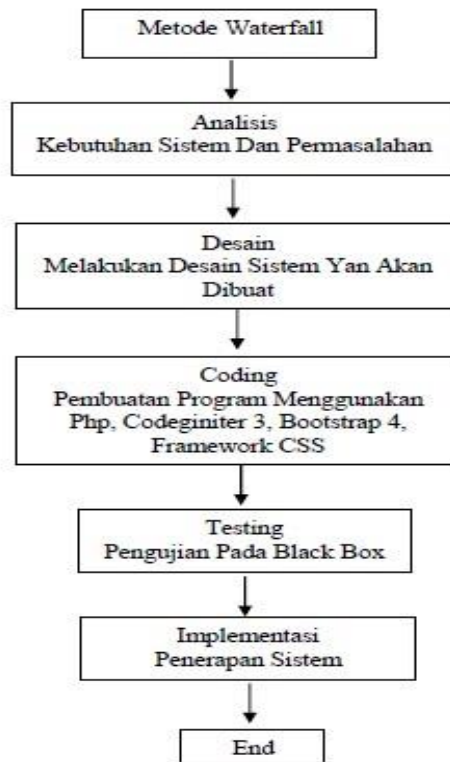 Metode Waterfall
Analisis
Kebutuhan Sistem Dan Permasalahan
Desain
Melakukan Desain Sistem Yan Akan
Dibuat
Coding
Pembuatan Program Menggunakan
Php, Codeginiter 3, Bootstrap 4,
Framework CSS
Testing
Pengujian Pada Black Box
Implementasi
Penerapan Sistem
End